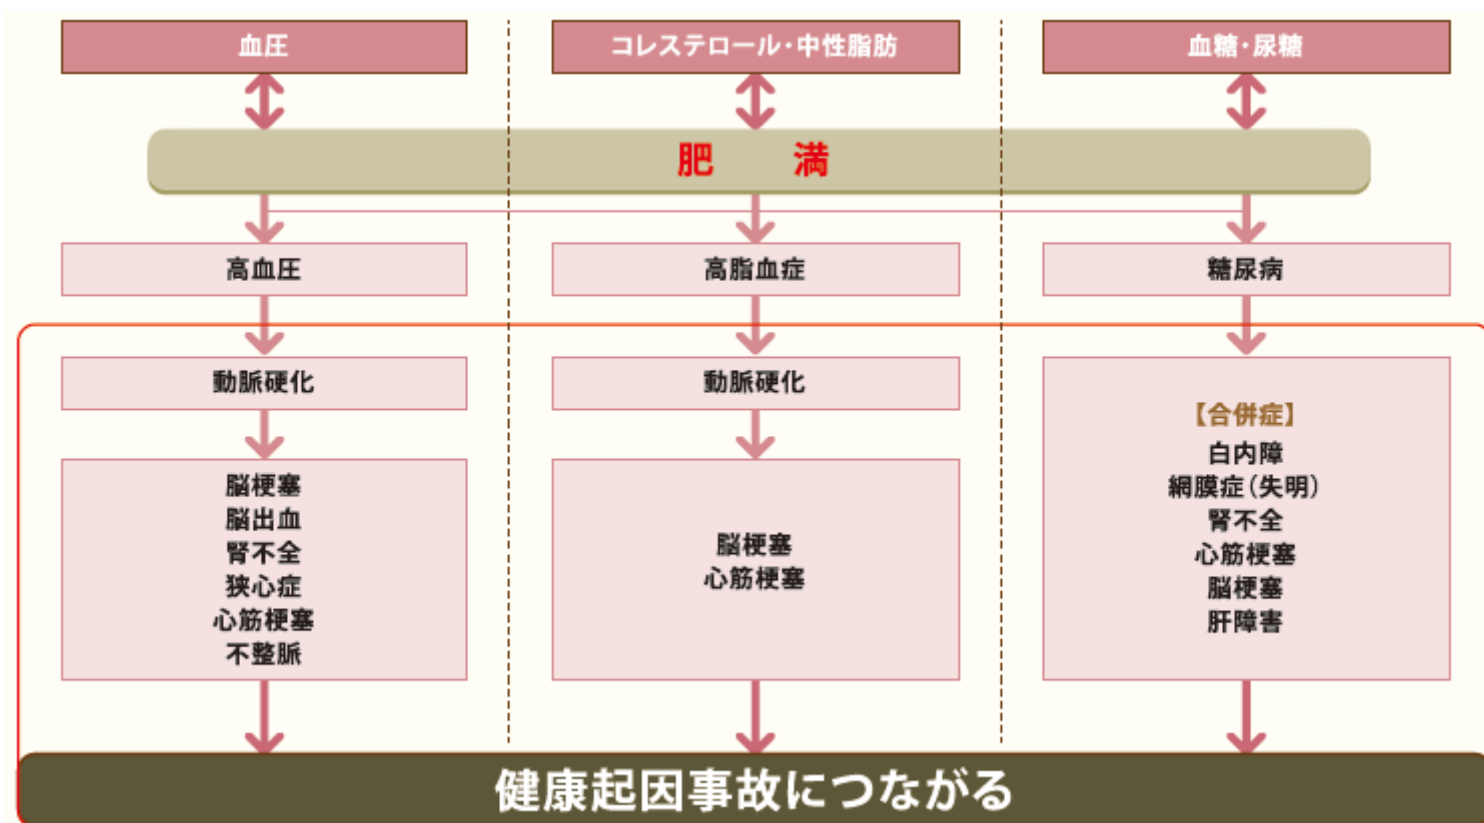 血圧
コレステロール・中性脂肪
血糖・尿糖
肥　満
高血圧
高脂血症
糖尿病
動脈硬化
動脈硬化
脳梗塞
脳出血
腎不全
狭心症
心筋梗塞
不整脈
脳梗塞
心筋梗塞
【合併症】
白内障
網膜症（失明）
腎不全
心筋梗塞
脳梗塞
肝障害
健康起因事故につながる